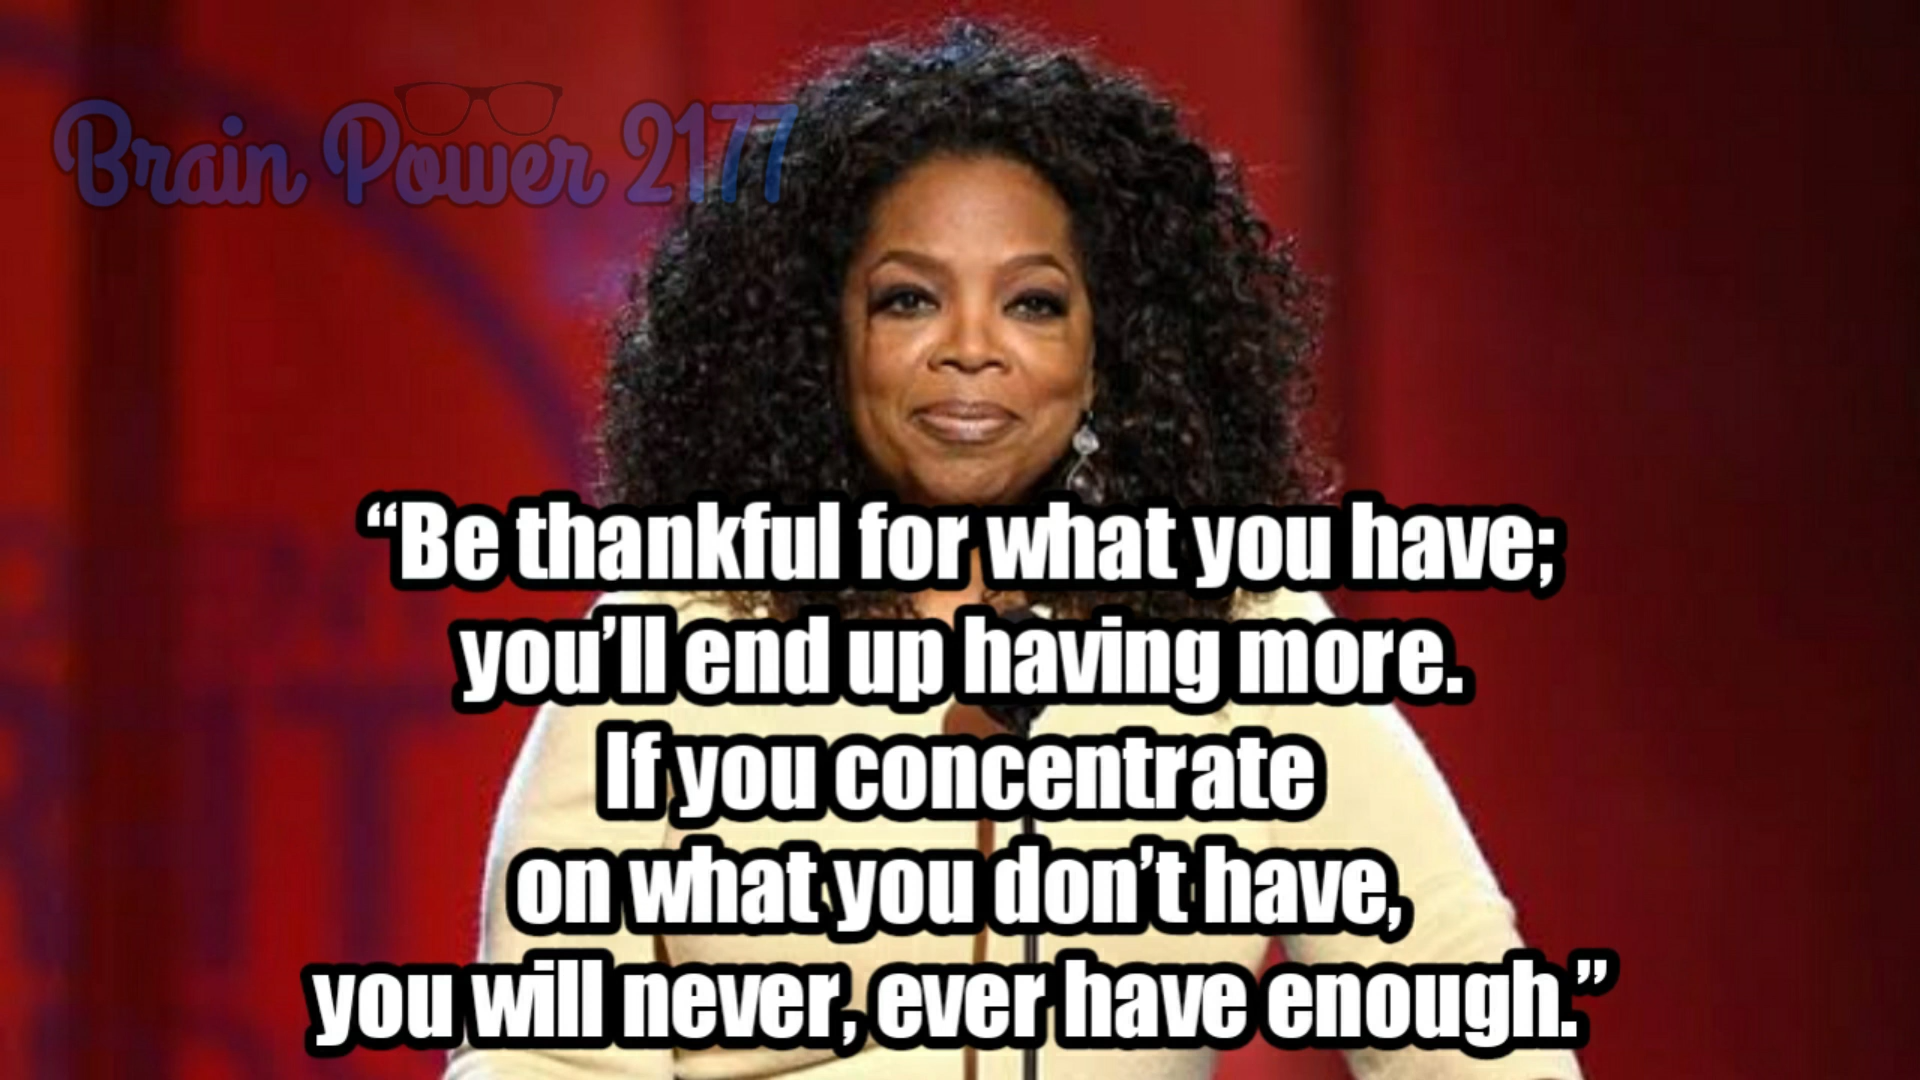 Brain Power 2177
“Be thankful for what you have;
you’ll end up having more.
If you concentrate
on what you don’t have,
you will never, ever have enough.”